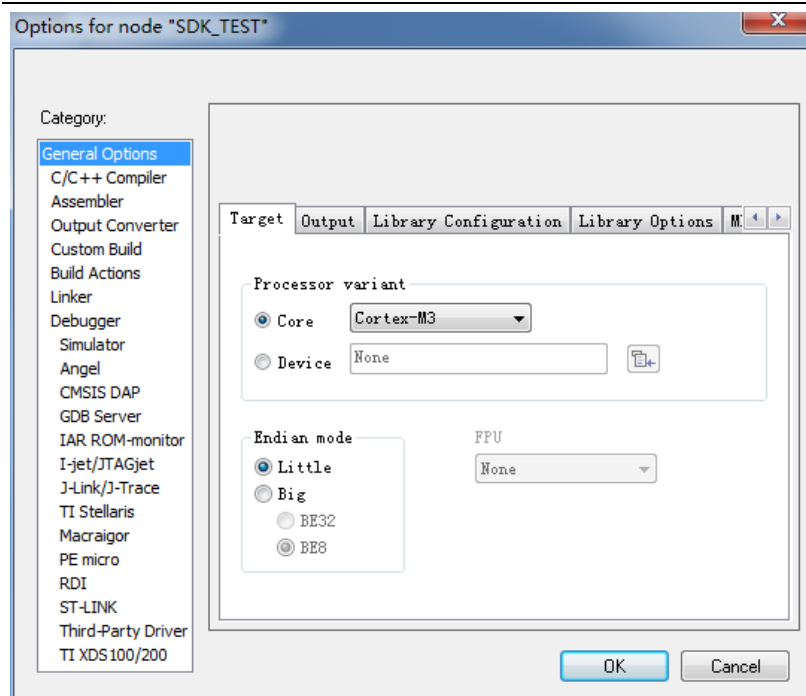 Options for node "SDK_TEST"
Category:
General Options
C/C++ Compiler
Assembler
Output Converter
Custom Build
Build Actions
Linker
Debugger
Simulator
Angel
CMSIS DAP
GDB Server
IAR ROM-monitor
I-jet/JTAGjet
J-Link/J-Trace
TI Stellaris
Macraigor
PE micro
RDI
ST-LINK
Third-Party Driver
TI XDS100/200
Target Output Library Configuration Library Options M
Processor variant
Core Cortex-M3
Device None
Endian mode
Little
Big
BE32
BE8
FPU
None
OK Cancel